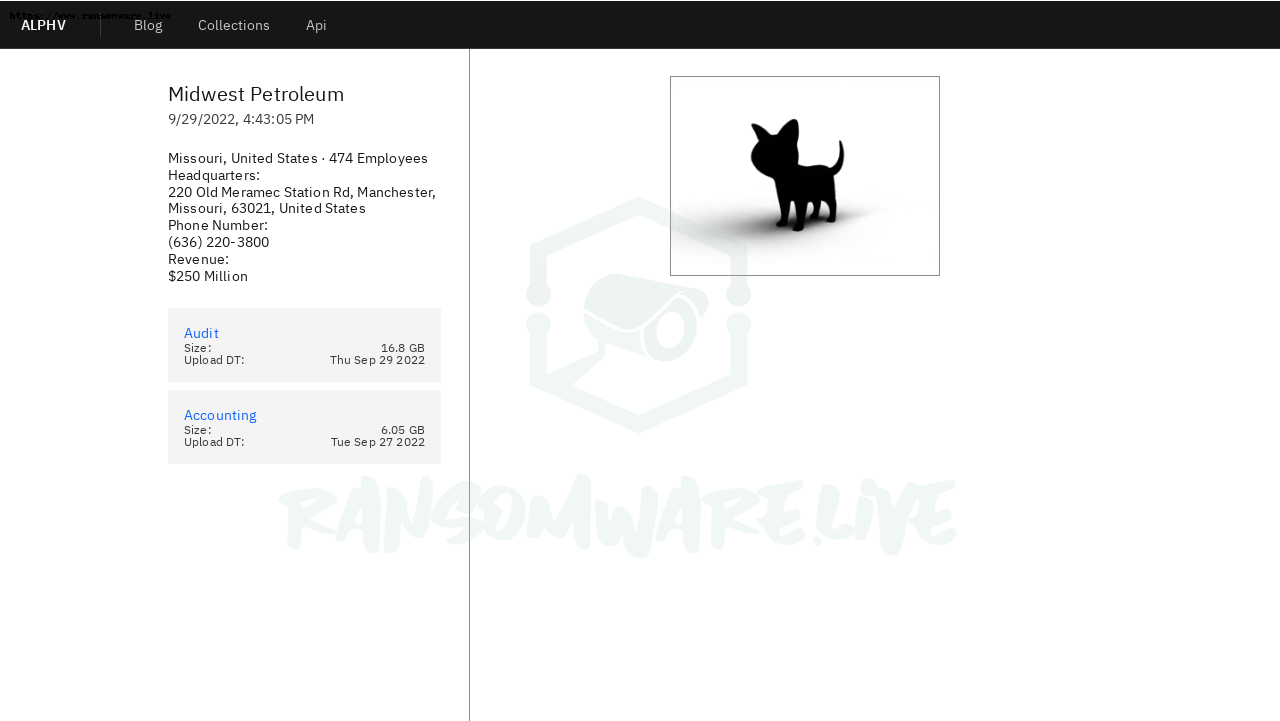 https://www.ransomware.live
ALPHV Blog Collections Api
Midwest Petroleum
9/29/2022, 4:43:05 PM
Missouri, United States · 474 Employees
Headquarters:
220 Old Meramec Station Rd, Manchester,
Missouri, 63021, United States
Phone Number:
(636) 220-3800
Revenue:
$250 Million
Audit
Size: 16.8 GB
Upload DT: Thu Sep 29 2022
Accounting
Size: 6.05 GB
Upload DT: Tue Sep 27 2022
RANSOMWARE.LIVE